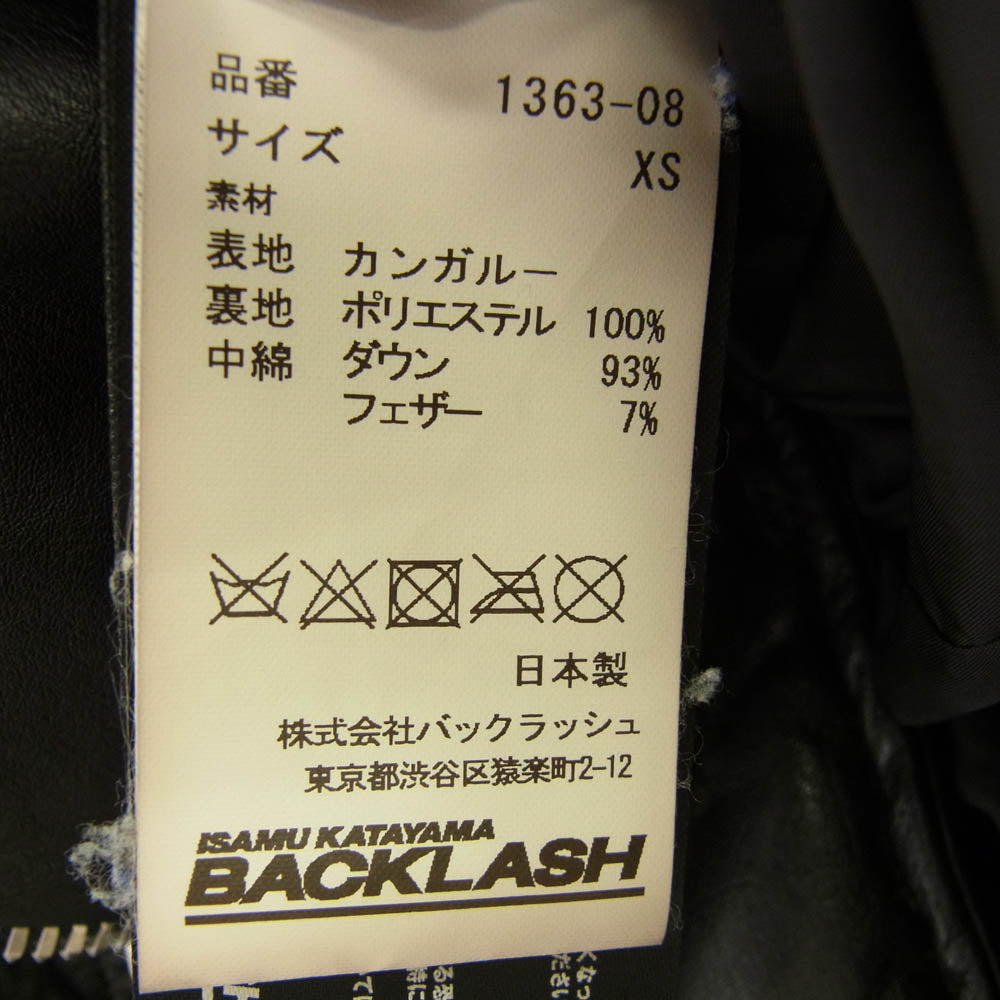 品番 1363-08
サイズ XS
素材
表地 カンガルー
裏地 ポリエステル 100%
中綿 ダウン 93%
フェザー 7%
日本製
株式会社バックラッシュ
東京都渋谷区猿楽町2-12
ISAMU KATAYAMA
BACKLASH